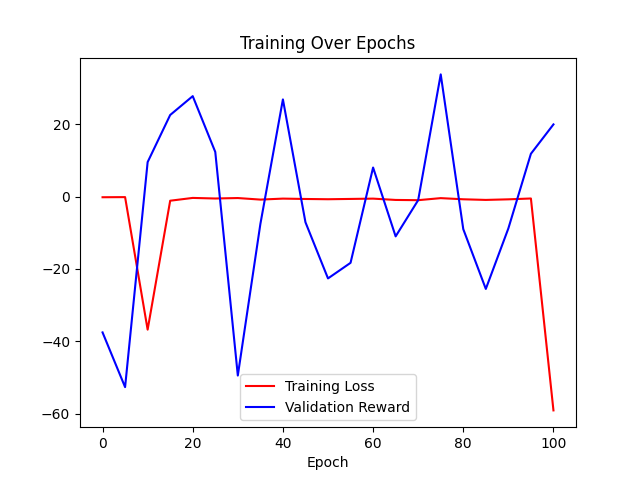 Training Over Epochs
20
0
−20
−40
−60
Training Loss
Validation Reward
0 20 40 60 80 100
Epoch